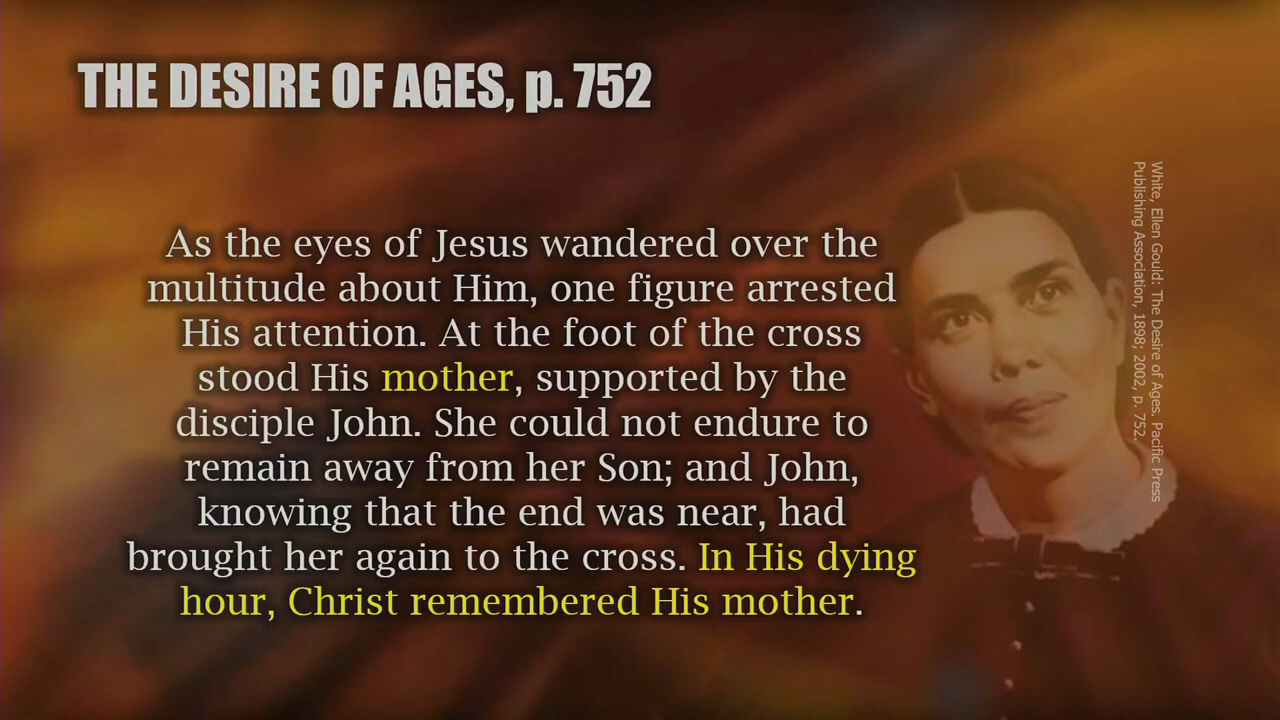 THE DESIRE OF AGES, p. 752
As the eyes of Jesus wandered over the
multitude about Him, one figure arrested
His attention. At the foot of the cross
stood His mother, supported by the
disciple John. She could not endure to
remain away from her Son; and John,
knowing that the end was near, had
brought her again to the cross. In His dying
hour, Christ remembered His mother.
White, Ellen Gould: The Desire of Ages. Pacific Press
Publishing Association, 1898; 2002, p. 752,